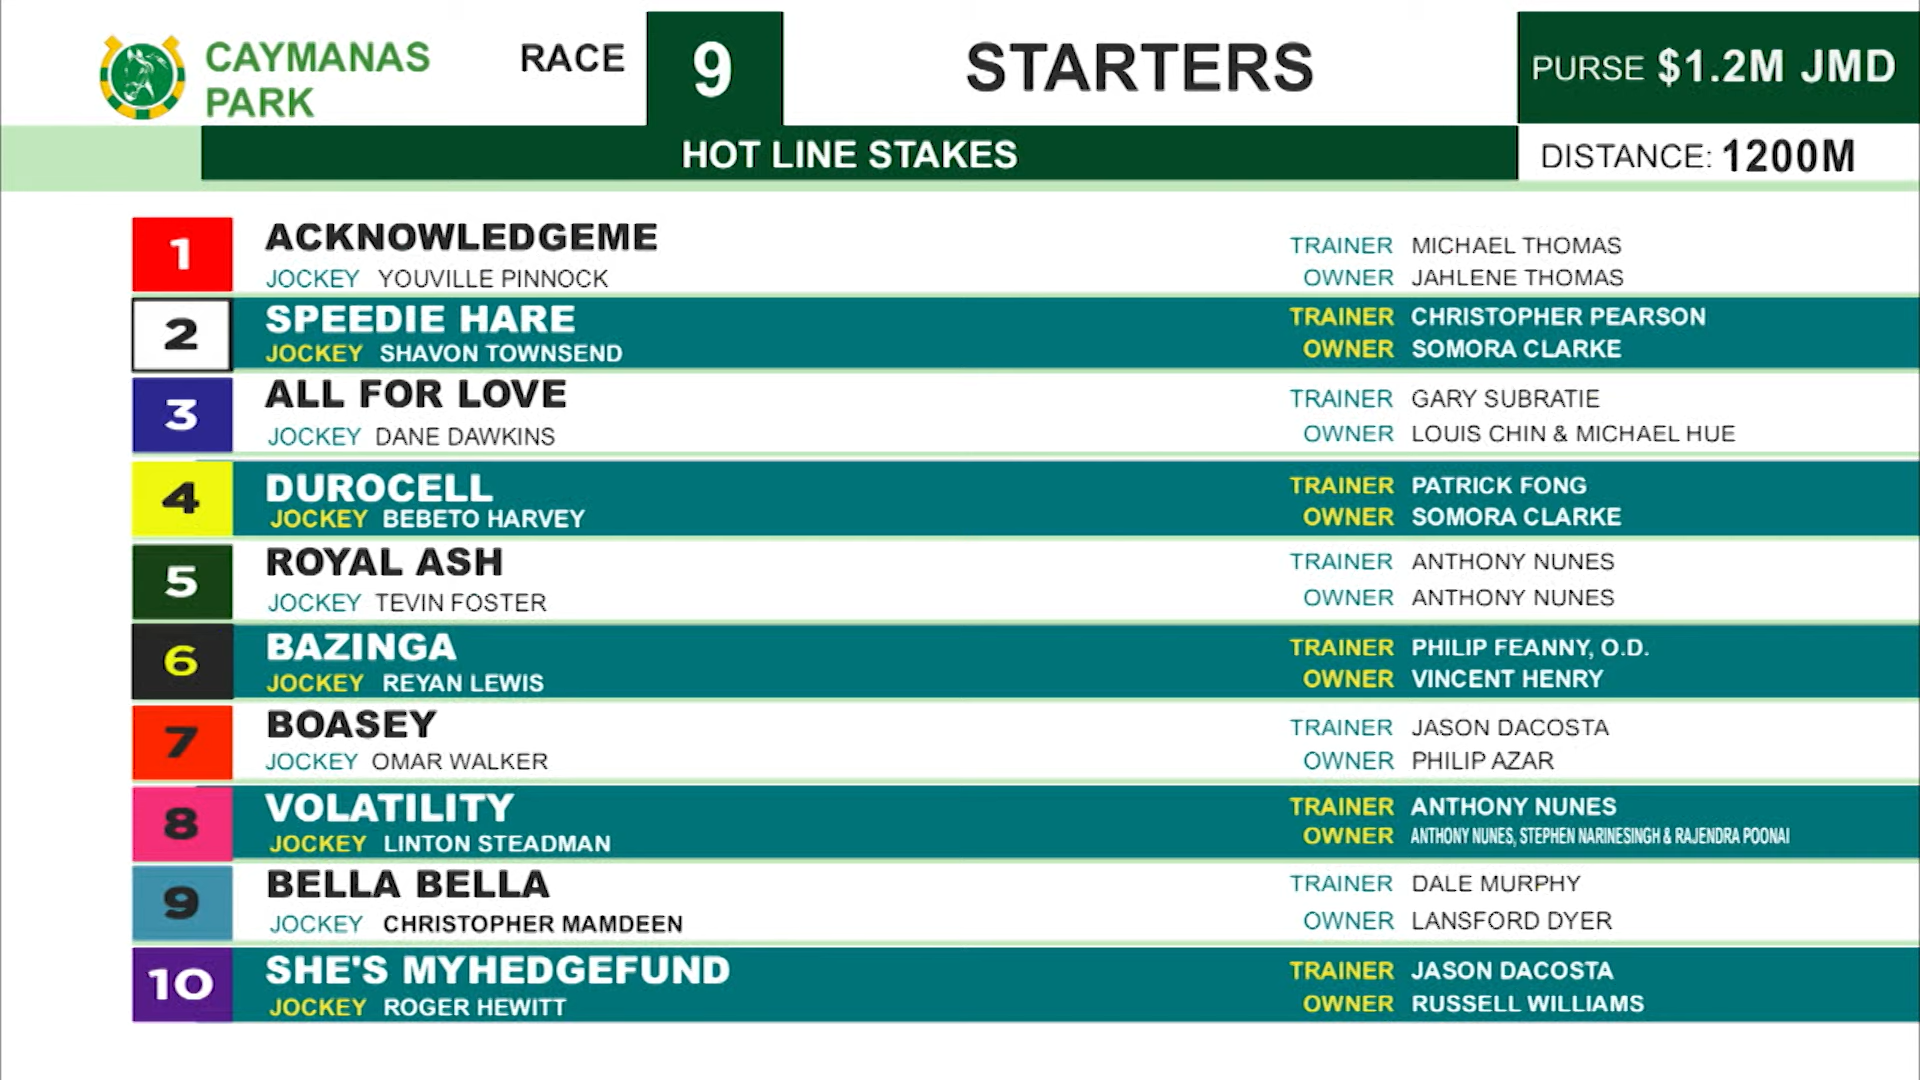 CAYMANAS PARK
RACE 9
STARTERS
PURSE $1.2M JMD
HOT LINE STAKES
DISTANCE: 1200M
1 ACKNOWLEDGEME
JOCKEY YOUVILLE PINNOCK
TRAINER MICHAEL THOMAS
OWNER JAHLENE THOMAS
2 SPEEDIE HARE
JOCKEY SHAVON TOWNSEND
TRAINER CHRISTOPHER PEARSON
OWNER SOMORA CLARKE
3 ALL FOR LOVE
JOCKEY DANE DAWKINS
TRAINER GARY SUBRATIE
OWNER LOUIS CHIN & MICHAEL HUE
4 DUROCELL
JOCKEY BEBETO HARVEY
TRAINER PATRICK FONG
OWNER SOMORA CLARKE
5 ROYAL ASH
JOCKEY TEVIN FOSTER
TRAINER ANTHONY NUNES
OWNER ANTHONY NUNES
6 BAZINGA
JOCKEY REYAN LEWIS
TRAINER PHILIP FEANNY, O.D.
OWNER VINCENT HENRY
7 BOASEY
JOCKEY OMAR WALKER
TRAINER JASON DACOSTA
OWNER PHILIP AZAR
8 VOLATILITY
JOCKEY LINTON STEADMAN
TRAINER ANTHONY NUNES
OWNER ANTHONY NUNES, STEPHEN NARINESINGH & RAJENDRA POONAI
9 BELLA BELLA
JOCKEY CHRISTOPHER MAMDEEN
TRAINER DALE MURPHY
OWNER LANSFORD DYER
10 SHE'S MYHEDGEFUND
JOCKEY ROGER HEWITT
TRAINER JASON DACOSTA
OWNER RUSSELL WILLIAMS